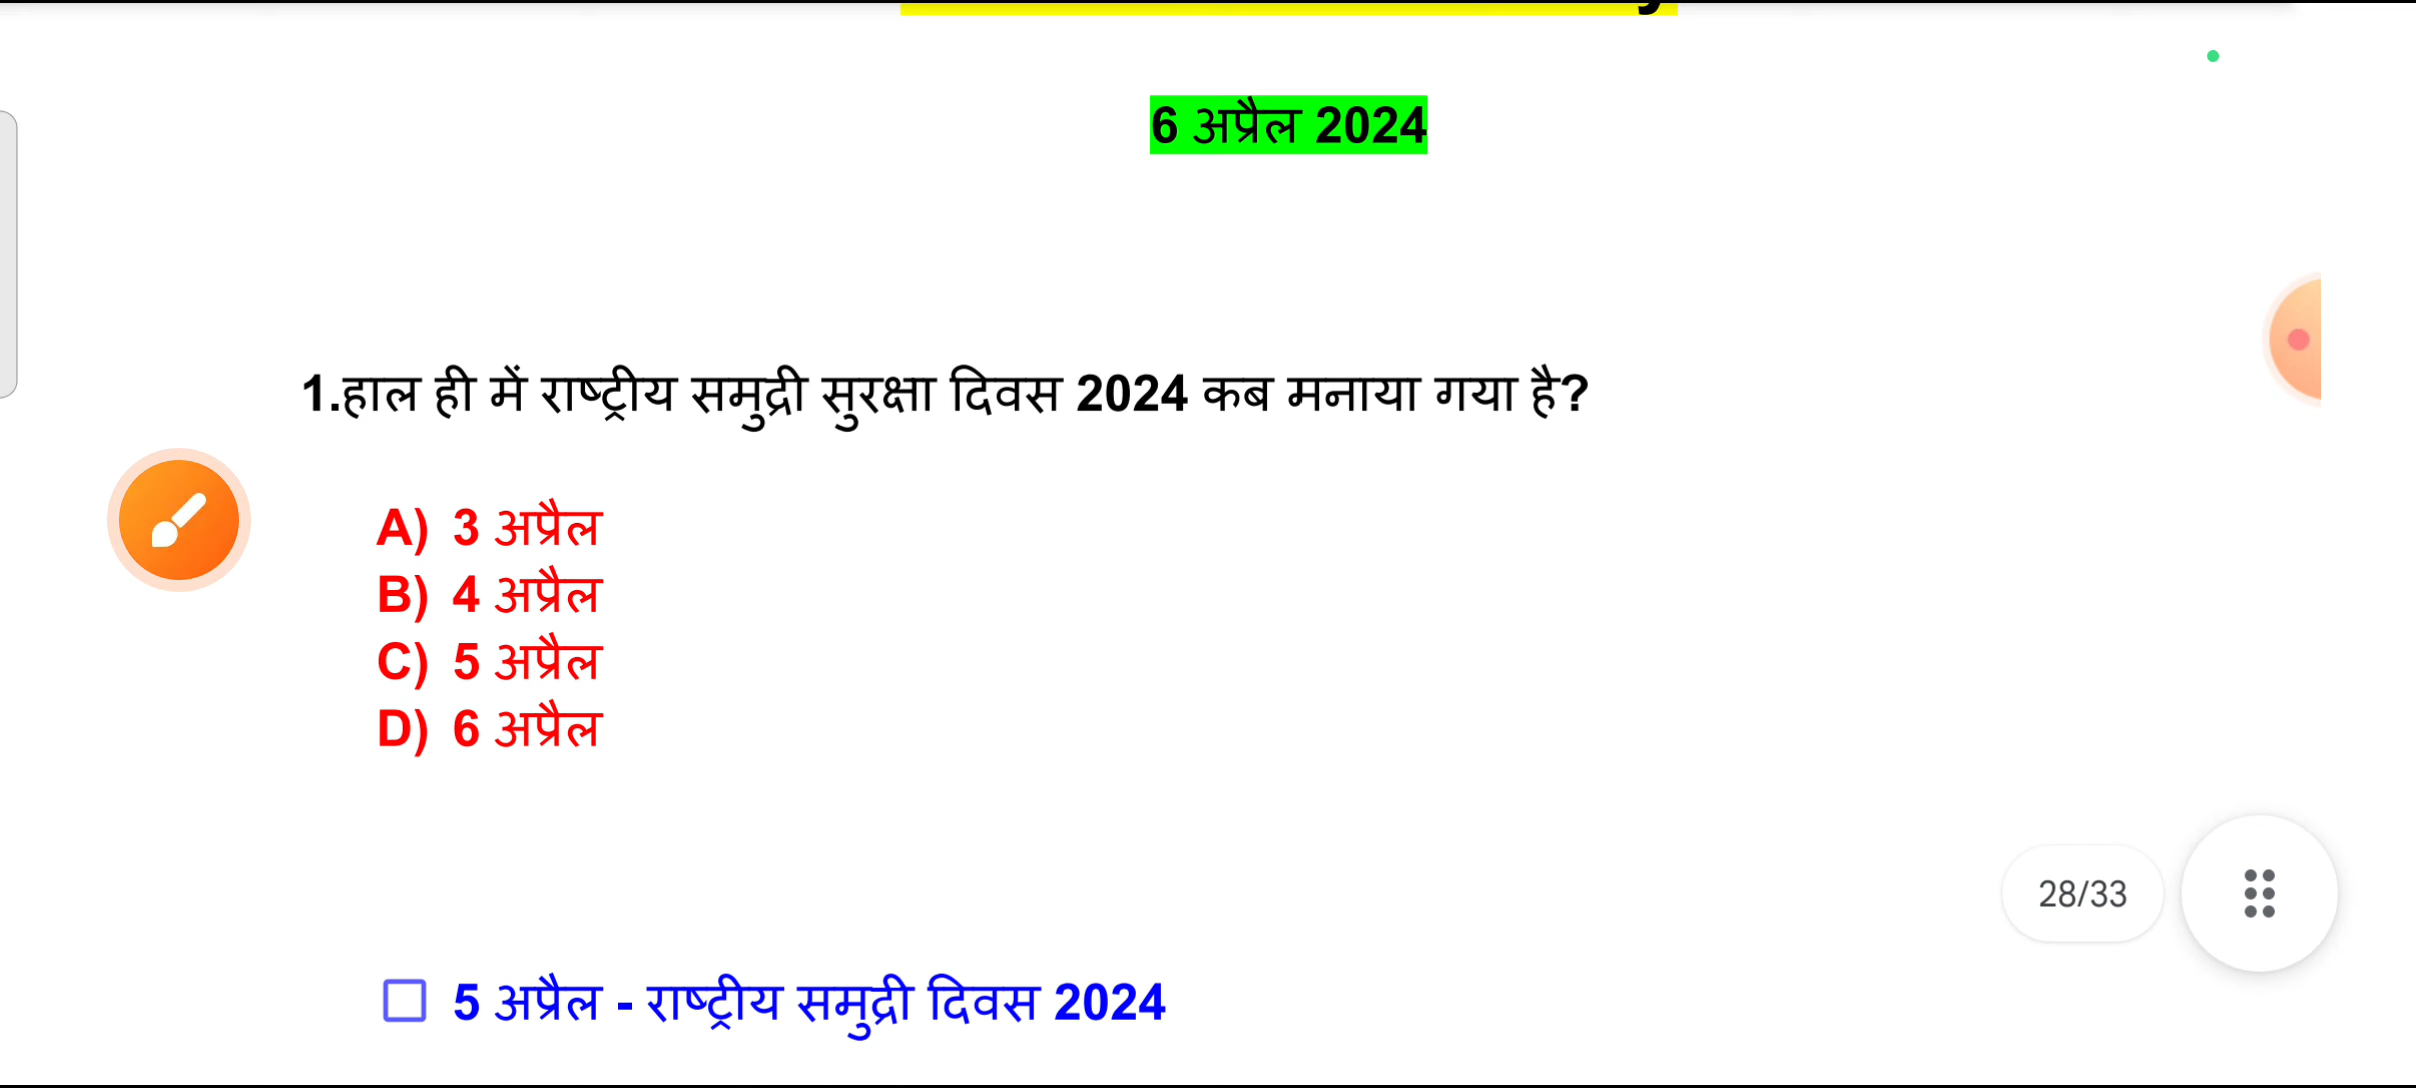 6 अप्रैल 2024
1.हाल ही में राष्ट्रीय समुद्री सुरक्षा दिवस 2024 कब मनाया गया है?
A) 3 अप्रैल
B) 4 अप्रैल
C) 5 अप्रैल
D) 6 अप्रैल
28/33
5 अप्रैल - राष्ट्रीय समुद्री दिवस 2024